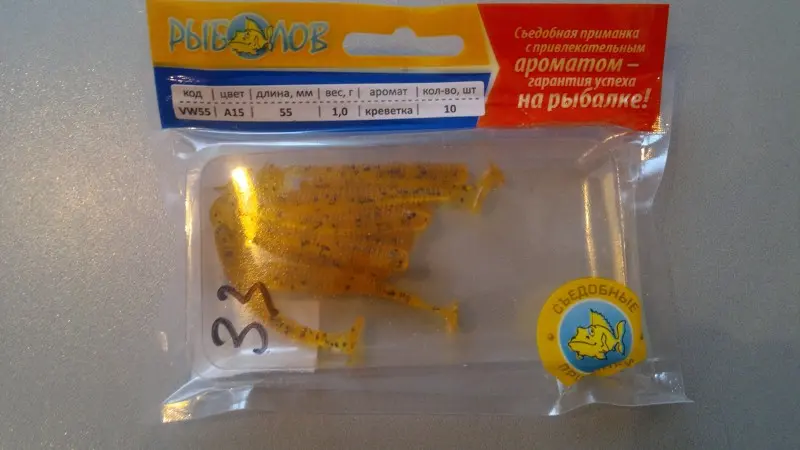 РЫБОЛОВ
Съедобная приманка
с привлекательным
ароматом –
гарантия успеха
на рыбалке!
код цвет длина, мм вес, г аромат кол-во, шт
VW55 A15 55 1,0 креветка 10
33
СЪЕДОБНЫЕ